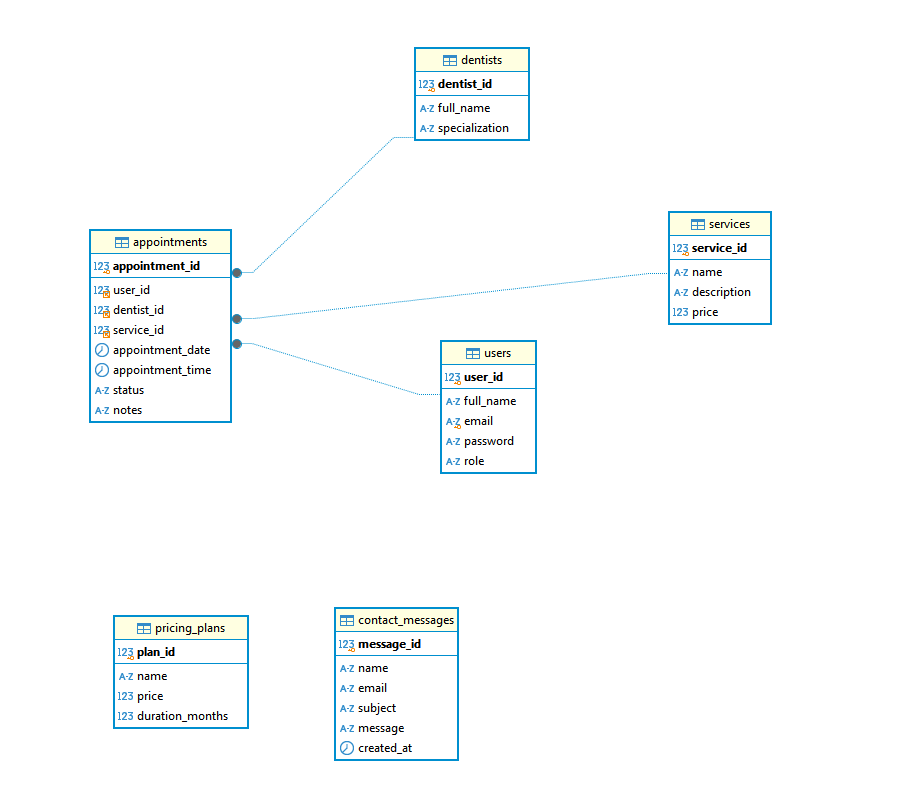 dentists
123 dentist_id
A-Z full_name
A-Z specialization
appointments
123 appointment_id
123 user_id
123 dentist_id
123 service_id
appointment_date
appointment_time
A-Z status
A-Z notes
services
123 service_id
A-Z name
A-Z description
123 price
users
123 user_id
A-Z full_name
A-Z email
A-Z password
A-Z role
pricing_plans
123 plan_id
A-Z name
123 price
123 duration_months
contact_messages
123 message_id
A-Z name
A-Z email
A-Z subject
A-Z message
created_at